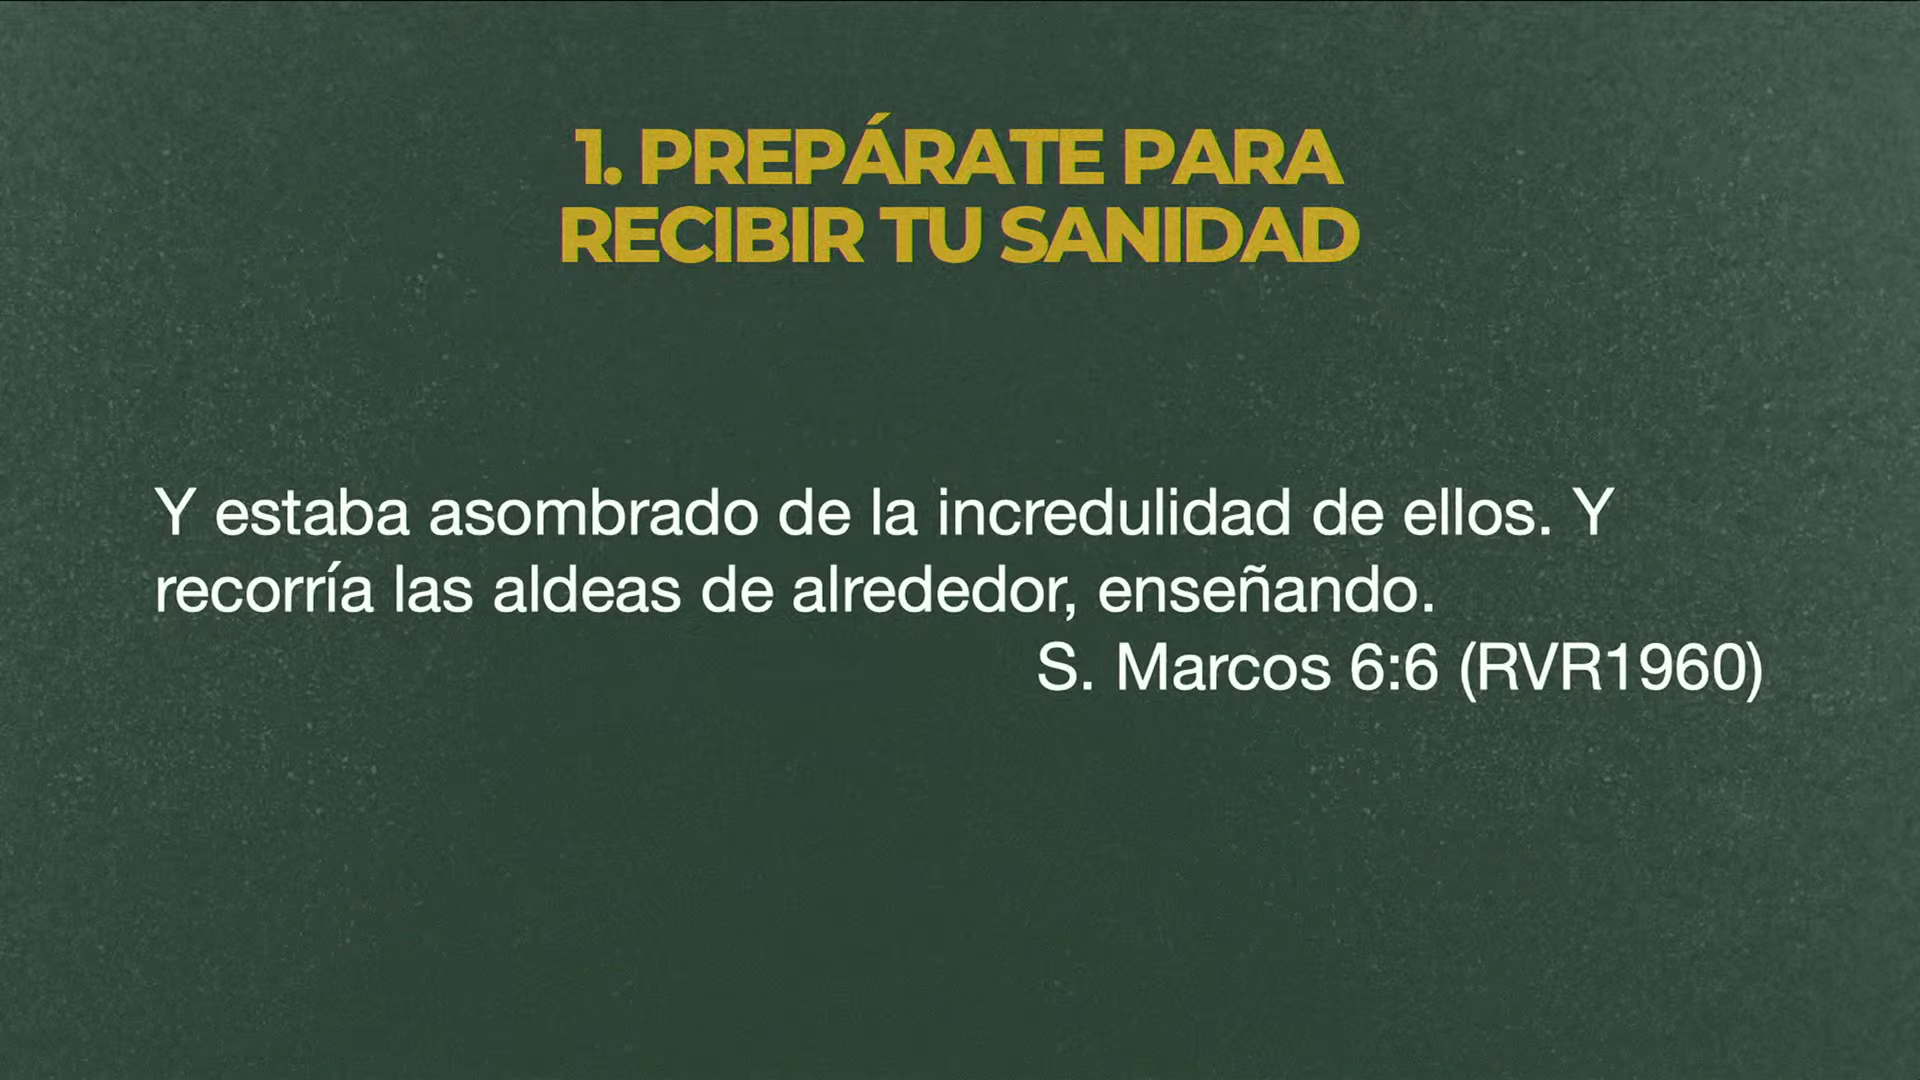 1. PREPÁRATE PARA
RECIBIR TU SANIDAD
Y estaba asombrado de la incredulidad de ellos. Y
recorría las aldeas de alrededor, enseñando.
S. Marcos 6:6 (RVR1960)